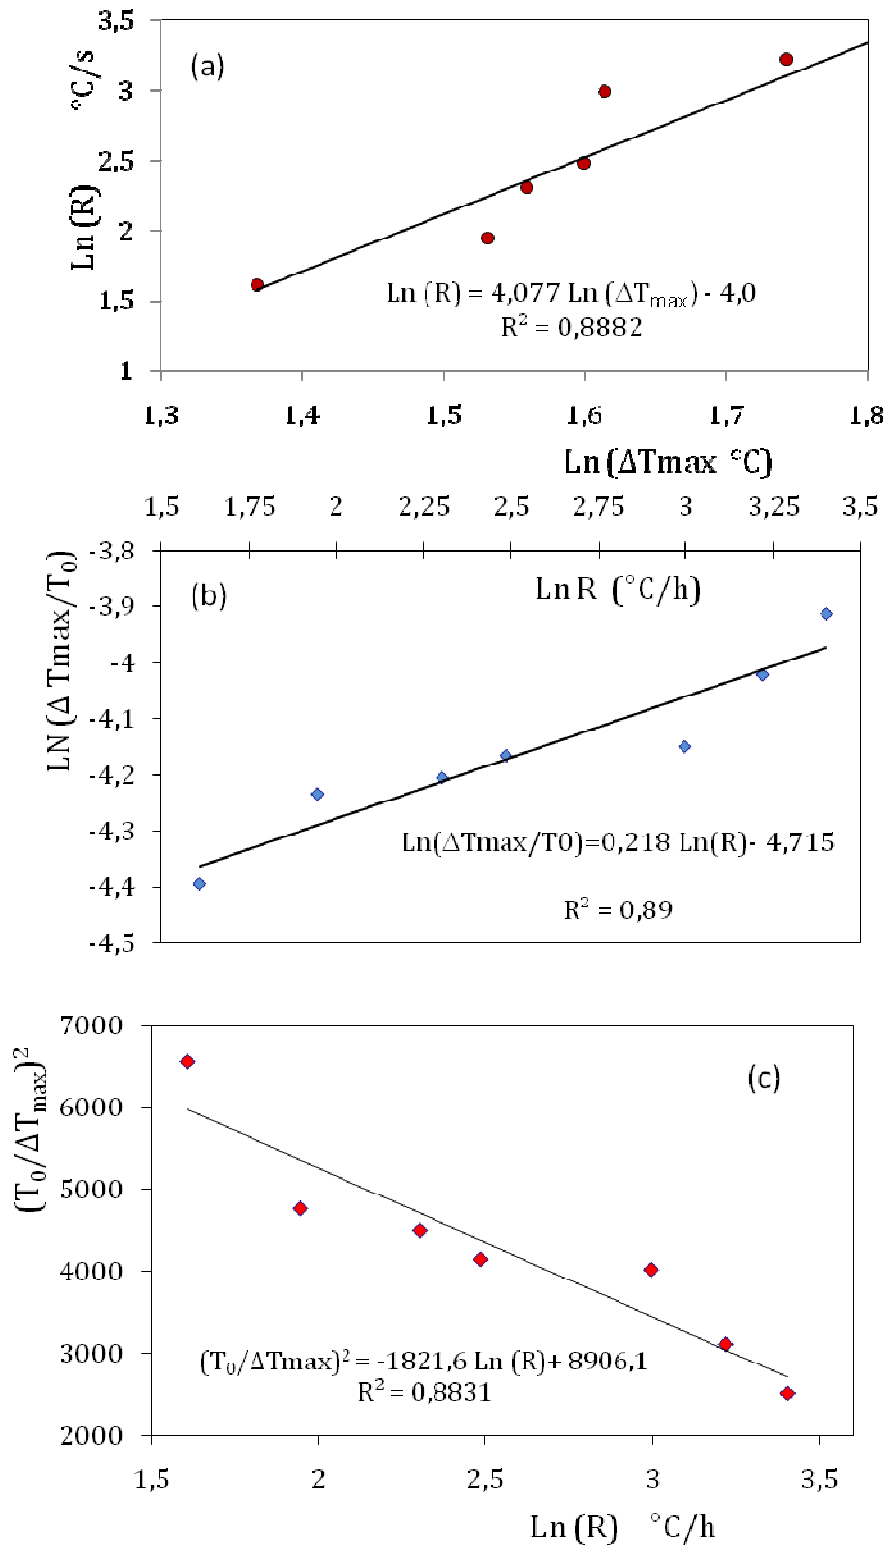 3,5
3
2,5
2
1,5
1
Ln (R) °C/s
(a)
Ln (R) = 4,077 Ln (ΔTmax) - 4,0
R² = 0,8882
1,3 1,4 1,5 1,6 1,7 1,8
Ln (ΔTmax °C)
1,5 1,75 2 2,25 2,5 2,75 3 3,25 3,5
-3,8
-3,9
-4
-4,1
-4,2
-4,3
-4,4
-4,5
LN (Δ Tmax/T₀)
(b)
Ln R (°C/h)
Ln(ΔTmax/T0)=0,218 Ln(R)- 4,715
R² = 0,89
7000
6000
5000
4000
3000
2000
(T₀/ΔTmax)²
(c)
(T₀/ΔTmax)² = -1821,6 Ln (R)+ 8906,1
R² = 0,8831
1,5 2 2,5 3 3,5
Ln (R) °C/h